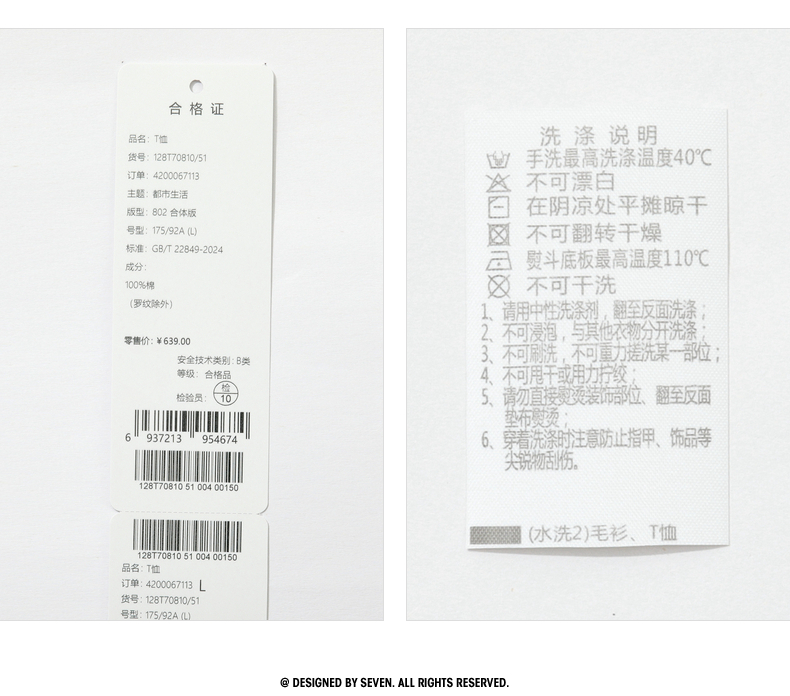 合格证
品名：T恤
货号：128T70810/51
订单：4200067113
主题：都市生活
版型：802 合体版
号型：175/92A (L)
标准：GB/T 22849-2024
成分：
100%棉
（罗纹除外）
零售价：￥639.00
安全技术类别：B类
等级：合格品
检验员：检 10
6 937213 954674
128T70810 51 004 00150
128T70810 51 004 00150
品名：T恤
订单：4200067113 L
货号：128T70810/51
号型：175/92A (L)
洗涤说明
手洗最高洗涤温度40℃
不可漂白
在阴凉处平摊晾干
不可翻转干燥
熨斗底板最高温度110℃
不可干洗
1、请用中性洗涤剂，翻至反面洗涤；
2、不可浸泡，与其他衣物分开洗涤；
3、不可刷洗，不可重力搓洗某一部位；
4、不可甩干或用力拧绞；
5、请勿直接熨烫装饰部位、翻至反面
垫布熨烫；
6、穿着洗涤时注意防止指甲、饰品等
尖锐物刮伤。
(水洗2)毛衫、T恤
@ DESIGNED BY SEVEN. ALL RIGHTS RESERVED.